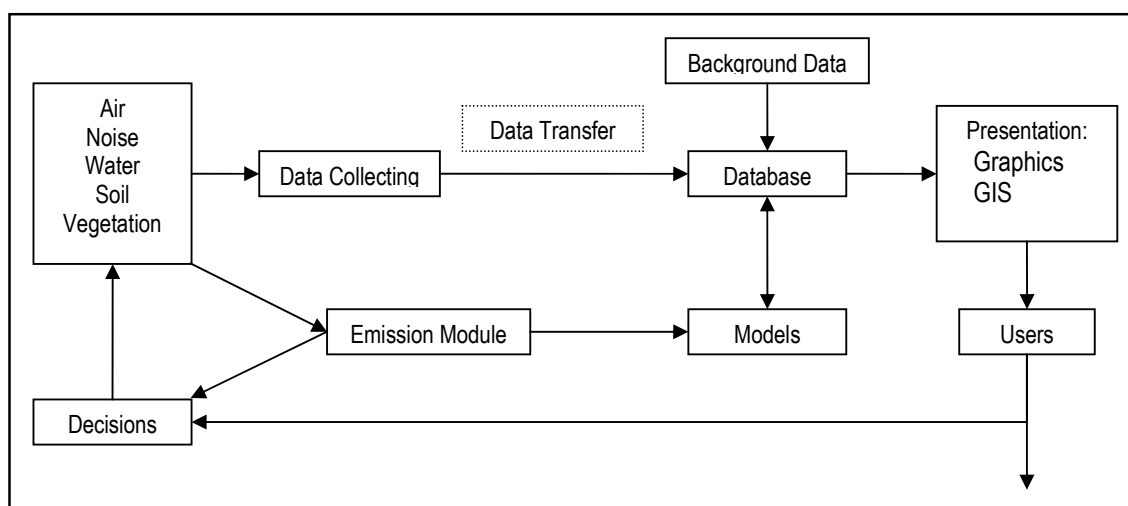 Background Data
Air
Noise
Water
Soil
Vegetation
Data Collecting
Data Transfer
Database
Presentation:
Graphics
GIS
Emission Module
Models
Users
Decisions